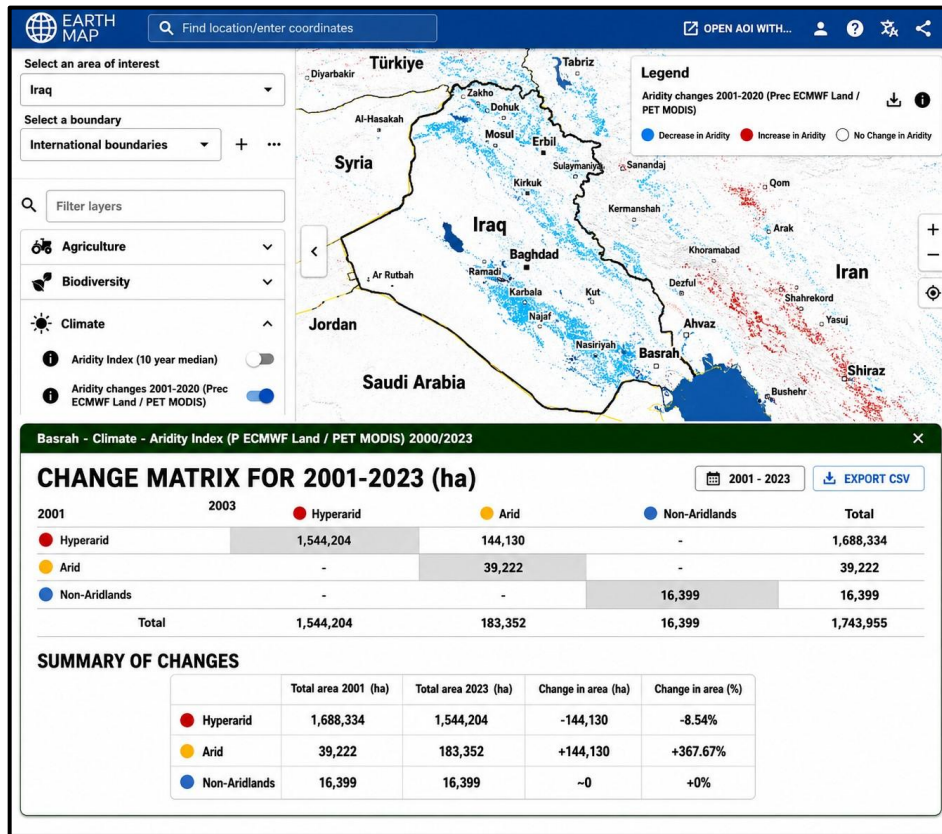 EARTH MAP
Find location/enter coordinates
OPEN AOI WITH...
Select an area of interest
Iraq
Select a boundary
International boundaries
Filter layers
Agriculture
Biodiversity
Climate
Aridity Index (10 year median)
Aridity changes 2001-2020 (Prec
ECMWF Land / PET MODIS)
Türkiye
Tabriz
Diyarbakir
Zakho
Dohuk
Al-Hasakah
Mosul
Erbil
Syria
Sulaymaniya
Sanandaj
Kirkuk
Qom
Kermanshah
Iraq
Arak
Baghdad
Khoramabad
Iran
Ar Rutbah
Ramadi
Dezful
Karbala
Kut
Shahrekord
Najaf
Yasuj
Jordan
Ahvaz
Nasiriyah
Basrah
Shiraz
Saudi Arabia
Bushehr
Legend
Aridity changes 2001-2020 (Prec ECMWF Land /
PET MODIS)
Decrease in Aridity Increase in Aridity No Change in Aridity
Basrah - Climate - Aridity Index (P ECMWF Land / PET MODIS) 2000/2023
CHANGE MATRIX FOR 2001-2023 (ha)
2001 - 2023
EXPORT CSV
2001 2003 Hyperarid Arid Non-Aridlands Total
Hyperarid 1,544,204 144,130 - 1,688,334
Arid - 39,222 - 39,222
Non-Aridlands - - 16,399 16,399
Total 1,544,204 183,352 16,399 1,743,955
SUMMARY OF CHANGES
Total area 2001 (ha) Total area 2023 (ha) Change in area (ha) Change in area (%)
Hyperarid 1,688,334 1,544,204 -144,130 -8.54%
Arid 39,222 183,352 +144,130 +367.67%
Non-Aridlands 16,399 16,399 ~0 +0%